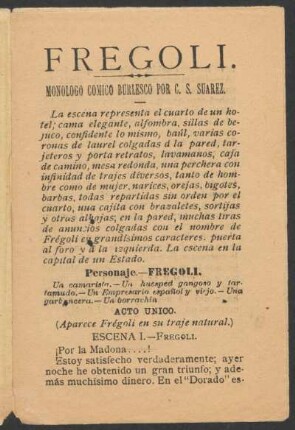 FREGOLI.
MONOLOGO COMICO BURLESCO POR C. S. SUAREZ.
La escena representa el cuarto de un ho-
tel; cama elegante, alfombra, sillas de be-
juco, confidente lo mismo, baúl, varias co-
ronas de laurel colgadas á la pared, tar-
jeteros y porta retratos, lavamanos, caja
de camino, mesa redonda, una perchera con
infinidad de trajes diversos, tanto de hom-
bre como de mujer, narices, orejas, bigotes,
barbas, todas repartidas sin orden por el
cuarto, una cajita con brazaletes, sortijas
y otras alhajas; en la pared, muchas tiras
de anuncios colgadas con el nombre de
Frégoli en grandísimos caracteres. puerta
al foro y á la izquierda. La escena en la
capital de un Estado.
Personaje.—FREGOLI.
Un camarista.—Un huesped gangoso y tar-
tamudo.—Un Empresario español y viejo.—Una
garbancera.—Un borrachín
ACTO UNICO.
(Aparece Frégoli en su traje natural.)
ESCENA I.—FREGOLI.
¡Por la Madona....!
Estoy satisfecho verdaderamente; ayer
noche he obtenido un gran triunfo; y ade-
más muchísimo dinero. En el "Dorado" es-